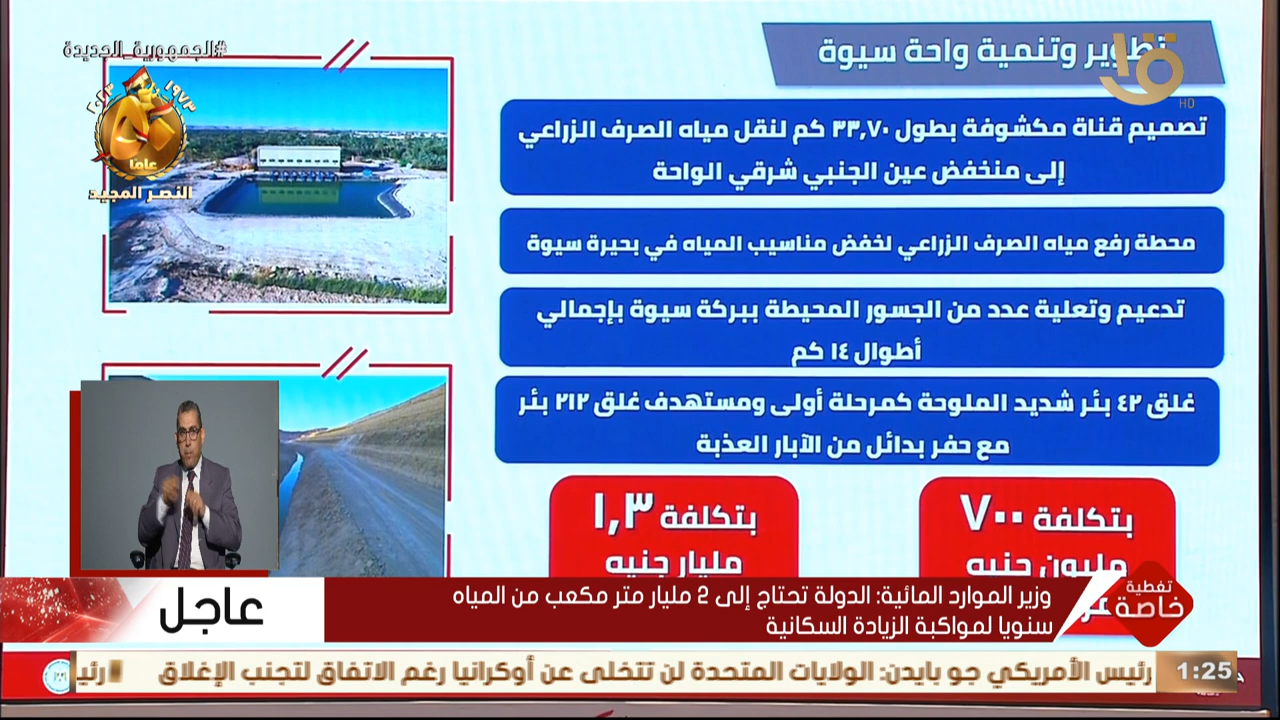 #الجمهورية_الجديدة
١٩٧٣
٢٠٢٣
٥٠
عاما
النصر المجيد
تطوير وتنمية واحة سيوة
HD
تصميم قناة مكشوفة بطول ٣٣,٧٠ كم لنقل مياه الصرف الزراعي
إلى منخفض عين الجنبي شرقي الواحة
محطة رفع مياه الصرف الزراعي لخفض مناسيب المياه في بحيرة سيوة
تدعيم وتعلية عدد من الجسور المحيطة ببركة سيوة بإجمالي
أطوال ١٤ كم
غلق ٤٢ بئر شديد الملوحة كمرحلة أولى ومستهدف غلق ٢١٢ بئر
مع حفر بدائل من الآبار العذبة
بتكلفة ٧٠٠
مليون جنيه
بتكلفة ١,٣
مليار جنيه
تغطية
خاصة
وزير الموارد المائية: الدولة تحتاج إلى 2 مليار متر مكعب من المياه
سنويا لمواكبة الزيادة السكانية
عاجل
1:25
رئيس الأمريكي جو بايدن: الولايات المتحدة لن تتخلى عن أوكرانيا رغم الاتفاق لتجنب الإغلاق